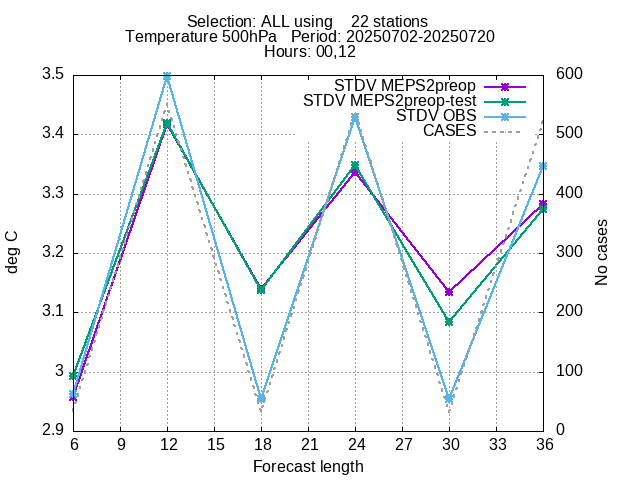 Selection: ALL using    22 stations
Temperature 500hPa   Period: 20250702-20250720
Hours: 00,12
STDV MEPS2preop
STDV MEPS2preop-test
STDV OBS
CASES
3.5
3.4
3.3
3.2
3.1
3
2.9
deg C
600
500
400
300
200
100
0
No cases
6 9 12 15 18 21 24 27 30 33 36
Forecast length